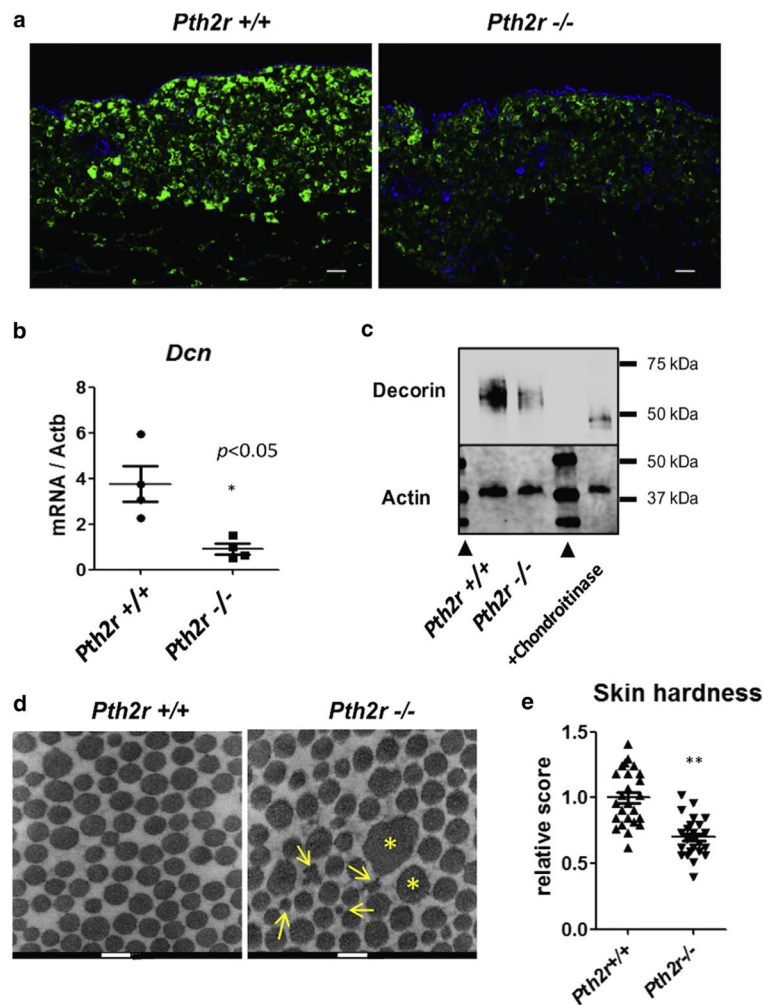 a
Pth2r +/+
Pth2r -/-
b
Dcn
mRNA / Actb
8
6
4
2
0
p<0.05
*
Pth2r +/+
Pth2r -/-
c
Decorin
Actin
75 kDa
50 kDa
50 kDa
37 kDa
Pth2r +/+
Pth2r -/-
+Chondroitinase
d
Pth2r +/+
Pth2r -/-
*
*
e
Skin hardness
relative score
1.5
1.0
0.5
0.0
**
Pth2r+/+
Pth2r-/-